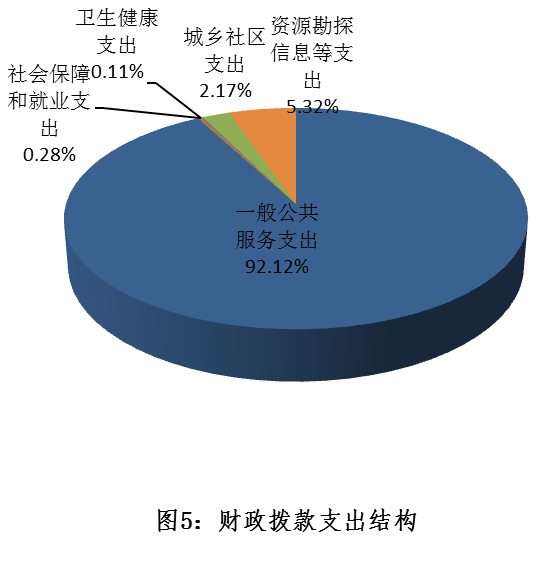 卫生健康
支出
0.11%
城乡社区
支出
2.17%
资源勘探
信息等支
出
5.32%
社会保障
和就业支
出
0.28%
一般公共
服务支出
92.12%
图5：财政拨款支出结构